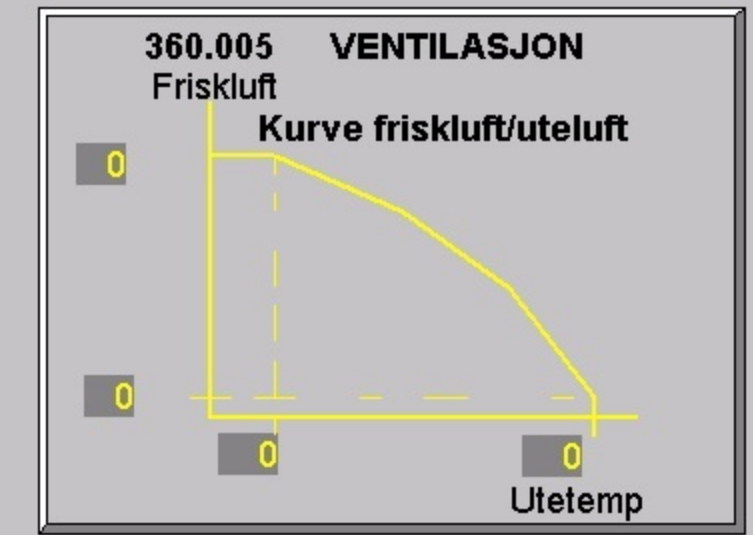 360.005 VENTILASJON
Friskluft
Kurve friskluft/uteluft
0
0
0 0
Utetemp